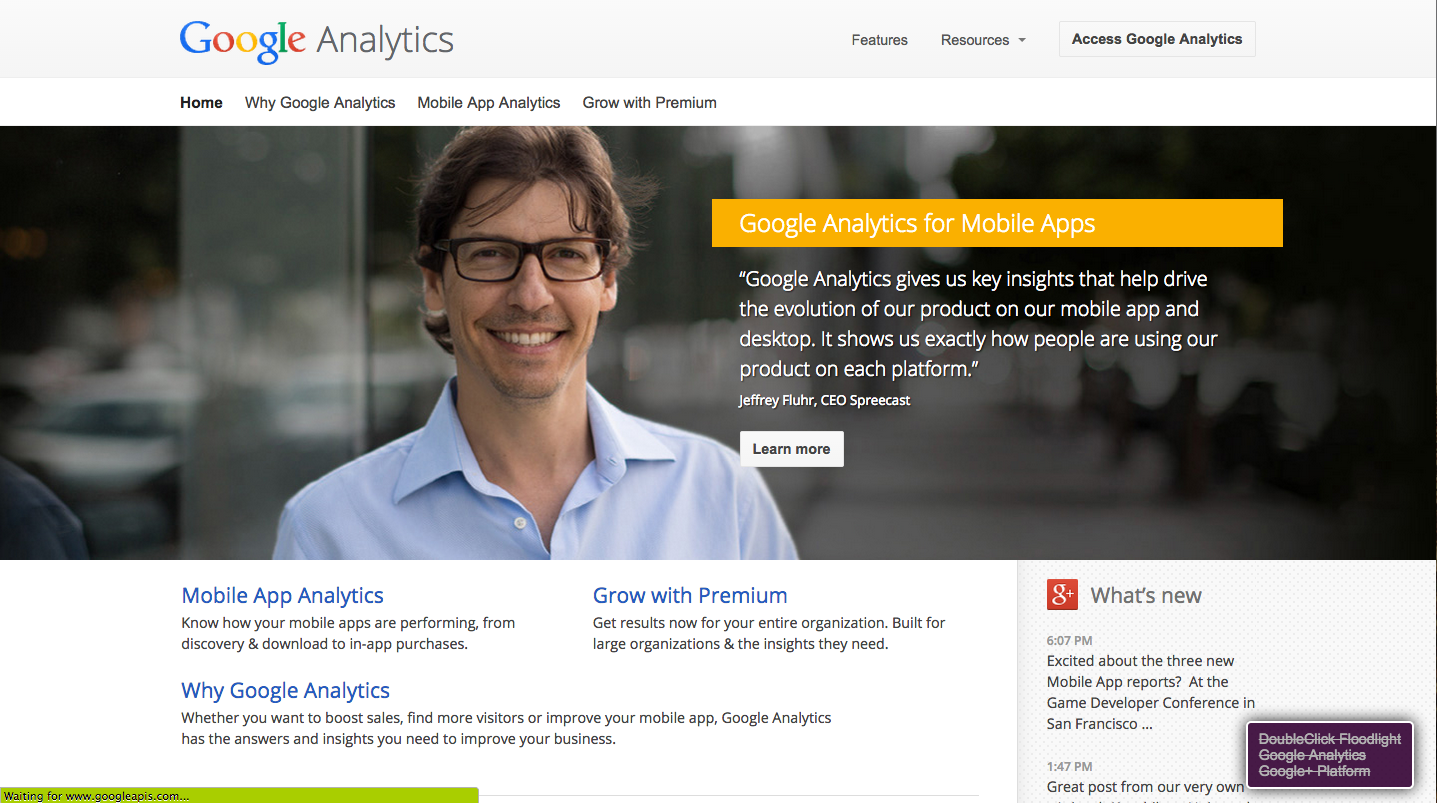 Google Analytics
Features
Resources
Access Google Analytics
Home
Why Google Analytics
Mobile App Analytics
Grow with Premium
Google Analytics for Mobile Apps
“Google Analytics gives us key insights that help drive
the evolution of our product on our mobile app and
desktop. It shows us exactly how people are using our
product on each platform.”
Jeffrey Fluhr, CEO Spreecast
Learn more
Mobile App Analytics
Know how your mobile apps are performing, from
discovery & download to in-app purchases.
Grow with Premium
Get results now for your entire organization. Built for
large organizations & the insights they need.
Why Google Analytics
Whether you want to boost sales, find more visitors or improve your mobile app, Google Analytics
has the answers and insights you need to improve your business.
g+ What’s new
6:07 PM
Excited about the three new
Mobile App reports? At the
Game Developer Conference in
San Francisco ...
1:47 PM
Great post from our very own
DoubleClick Floodlight
Google Analytics
Google+ Platform
Waiting for www.googleapis.com...